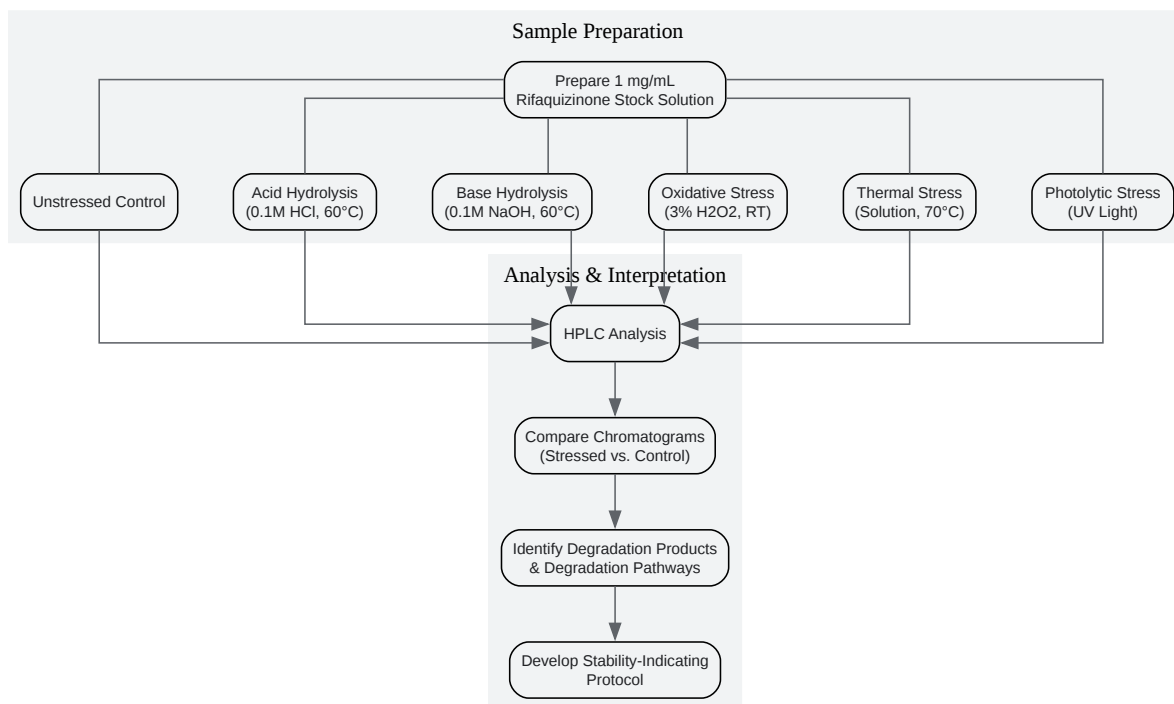 Sample Preparation
Prepare 1 mg/mL
Rifaquizinone Stock Solution
Unstressed Control
Acid Hydrolysis
(0.1M HCl, 60°C)
Base Hydrolysis
(0.1M NaOH, 60°C)
Oxidative Stress
(3% H2O2, RT)
Thermal Stress
(Solution, 70°C)
Photolytic Stress
(UV Light)
Analysis & Interpretation
HPLC Analysis
Compare Chromatograms
(Stressed vs. Control)
Identify Degradation Products
& Degradation Pathways
Develop Stability-Indicating
Protocol